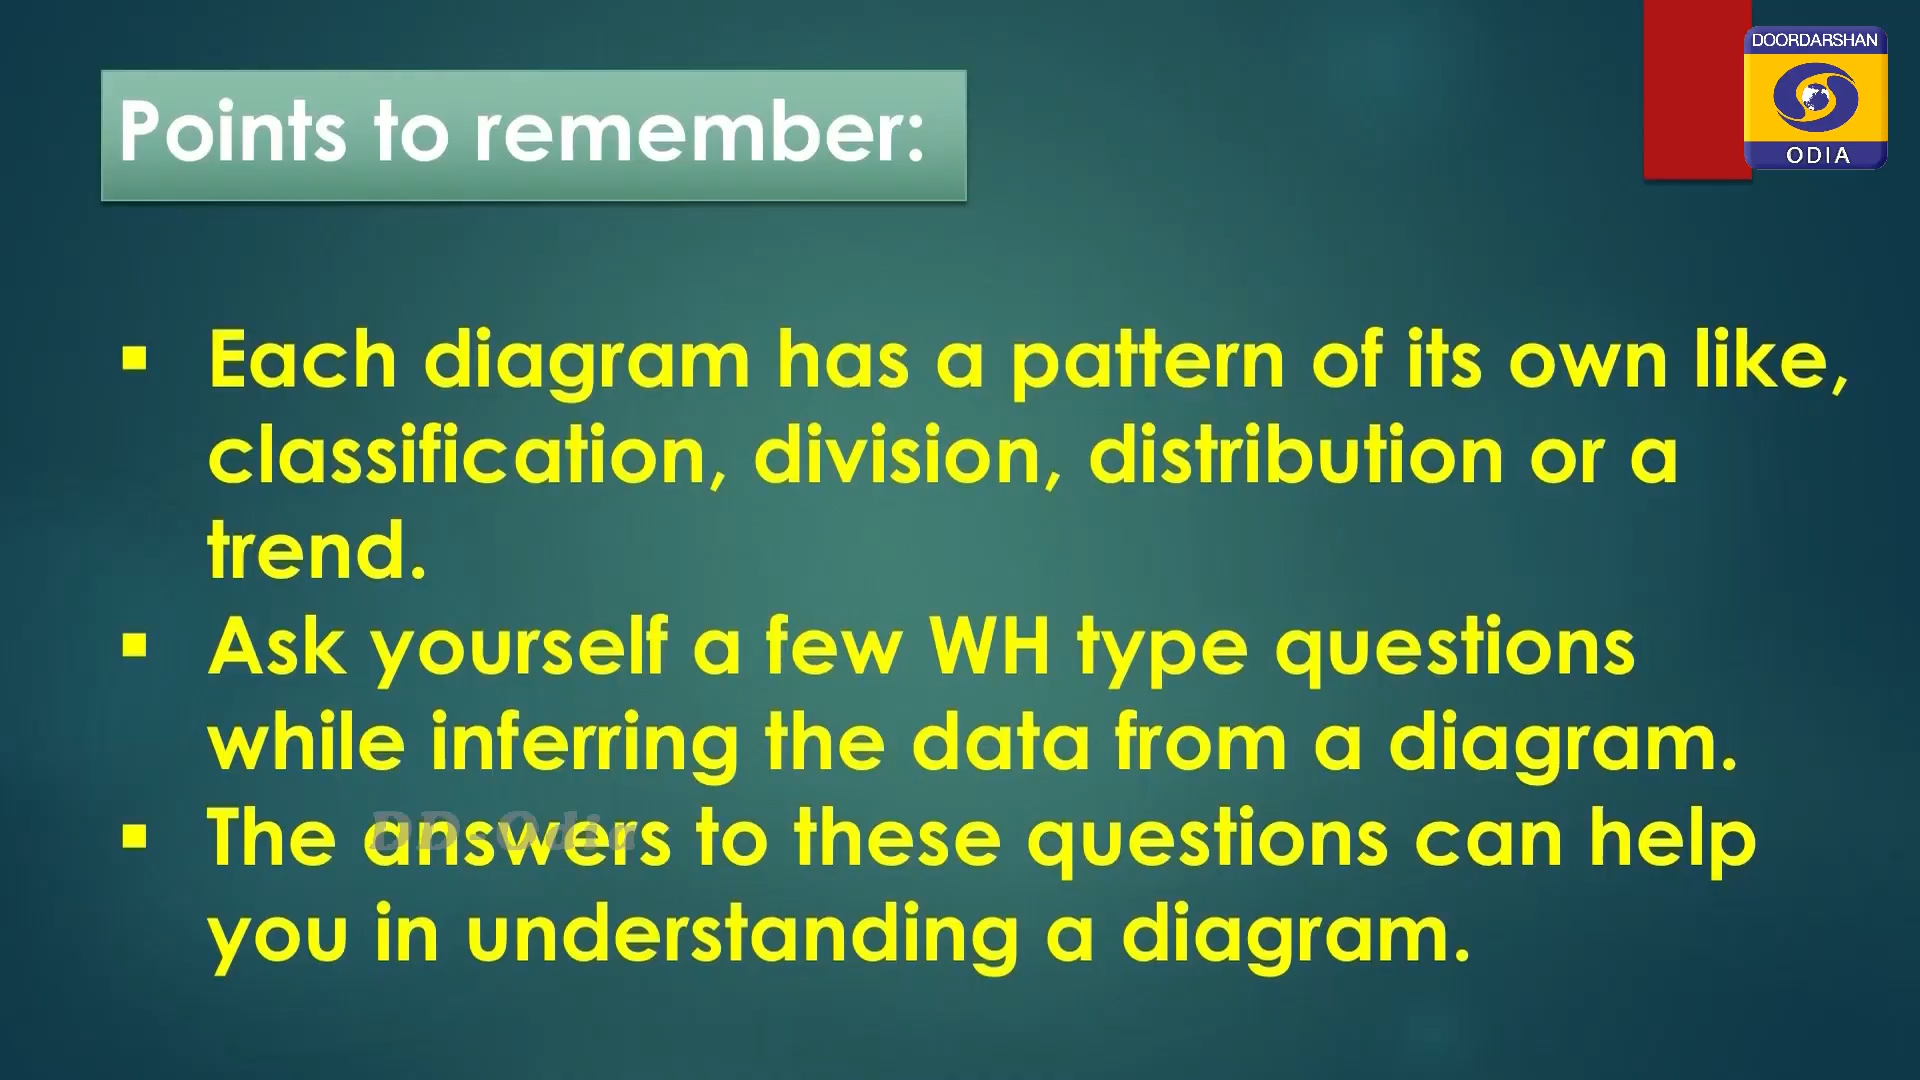 DOORDARSHAN
ODIA
Points to remember:
▪ Each diagram has a pattern of its own like,
classification, division, distribution or a
trend.
▪ Ask yourself a few WH type questions
while inferring the data from a diagram.
▪ The answers to these questions can help
you in understanding a diagram.
DD-Odia